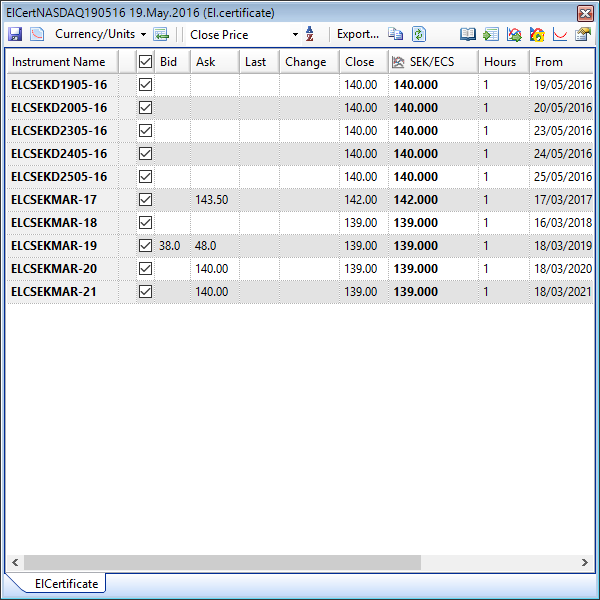 ElCertNASDAQ190516 19.May.2016 (El.certificate)
Currency/Units Close Price A Z Export...
Instrument Name Bid Ask Last Change Close SEK/ECS Hours From
ELCSEKD1905-16 140.00 140.000 1 19/05/2016
ELCSEKD2005-16 140.00 140.000 1 20/05/2016
ELCSEKD2305-16 140.00 140.000 1 23/05/2016
ELCSEKD2405-16 140.00 140.000 1 24/05/2016
ELCSEKD2505-16 140.00 140.000 1 25/05/2016
ELCSEKMAR-17 143.50 142.00 142.000 1 17/03/2017
ELCSEKMAR-18 139.00 139.000 1 16/03/2018
ELCSEKMAR-19 38.0 48.0 139.00 139.000 1 18/03/2019
ELCSEKMAR-20 140.00 139.00 139.000 1 18/03/2020
ELCSEKMAR-21 140.00 139.00 139.000 1 18/03/2021
ElCertificate